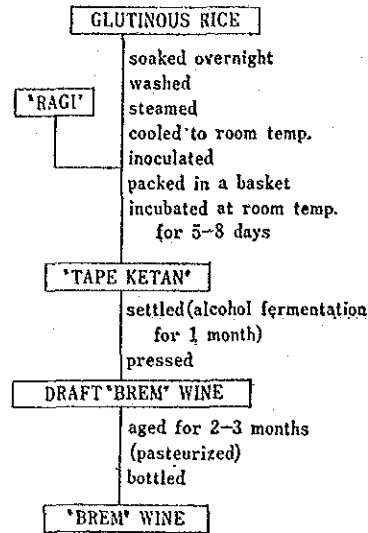 GLUTINOUS RICE
soaked overnight
washed
"RAGI"
steamed
cooled to room temp.
inoculated
packed in a basket
incubated at room temp.
for 5-8 days
"TAPE KETAN"
settled(alcohol fermentation
for 1 month)
pressed
DRAFT "BREM" WINE
aged for 2-3 months
(pasteurized)
bottled
"BREM" WINE